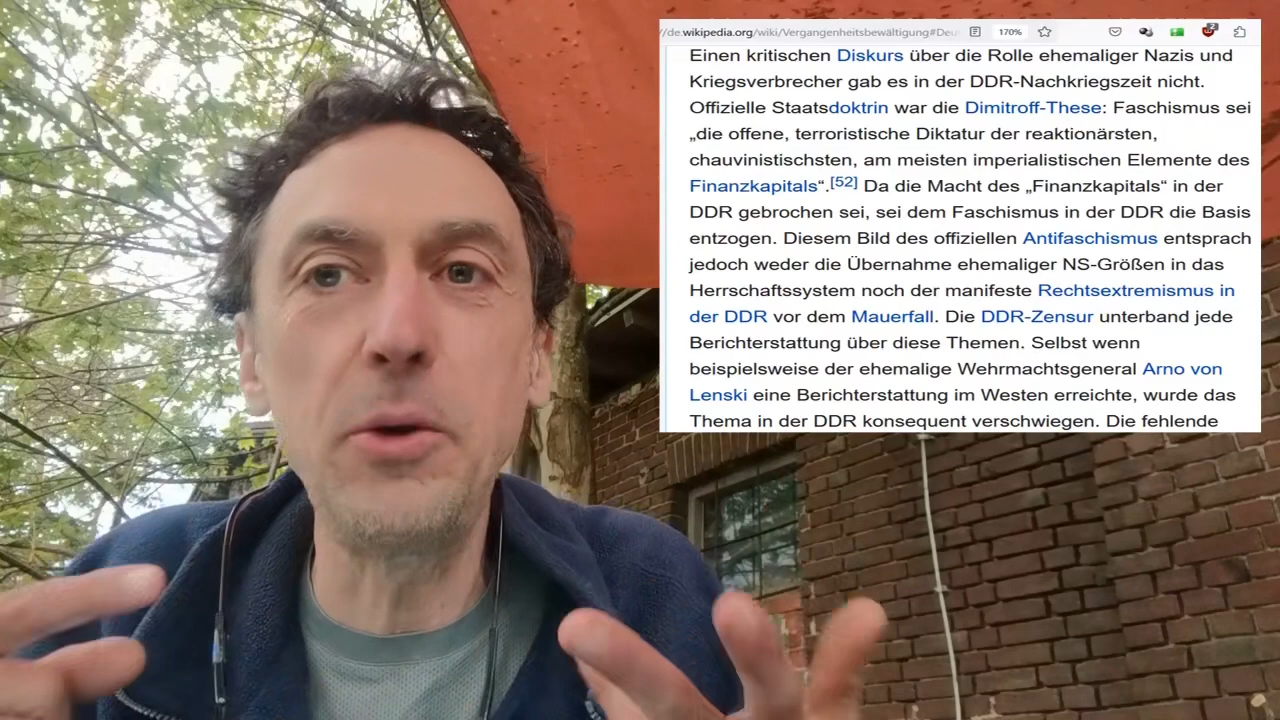 //de.wikipedia.org/wiki/Vergangenheitsbewältigung#Deu
170%
2
Einen kritischen Diskurs über die Rolle ehemaliger Nazis und
Kriegsverbrecher gab es in der DDR-Nachkriegszeit nicht.
Offizielle Staatsdoktrin war die Dimitroff-These: Faschismus sei
„die offene, terroristische Diktatur der reaktionärsten,
chauvinistischsten, am meisten imperialistischen Elemente des
Finanzkapitals“.[52] Da die Macht des „Finanzkapitals“ in der
DDR gebrochen sei, sei dem Faschismus in der DDR die Basis
entzogen. Diesem Bild des offiziellen Antifaschismus entsprach
jedoch weder die Übernahme ehemaliger NS-Größen in das
Herrschaftssystem noch der manifeste Rechtsextremismus in
der DDR vor dem Mauerfall. Die DDR-Zensur unterband jede
Berichterstattung über diese Themen. Selbst wenn
beispielsweise der ehemalige Wehrmachtsgeneral Arno von
Lenski eine Berichterstattung im Westen erreichte, wurde das
Thema in der DDR konsequent verschwiegen. Die fehlende